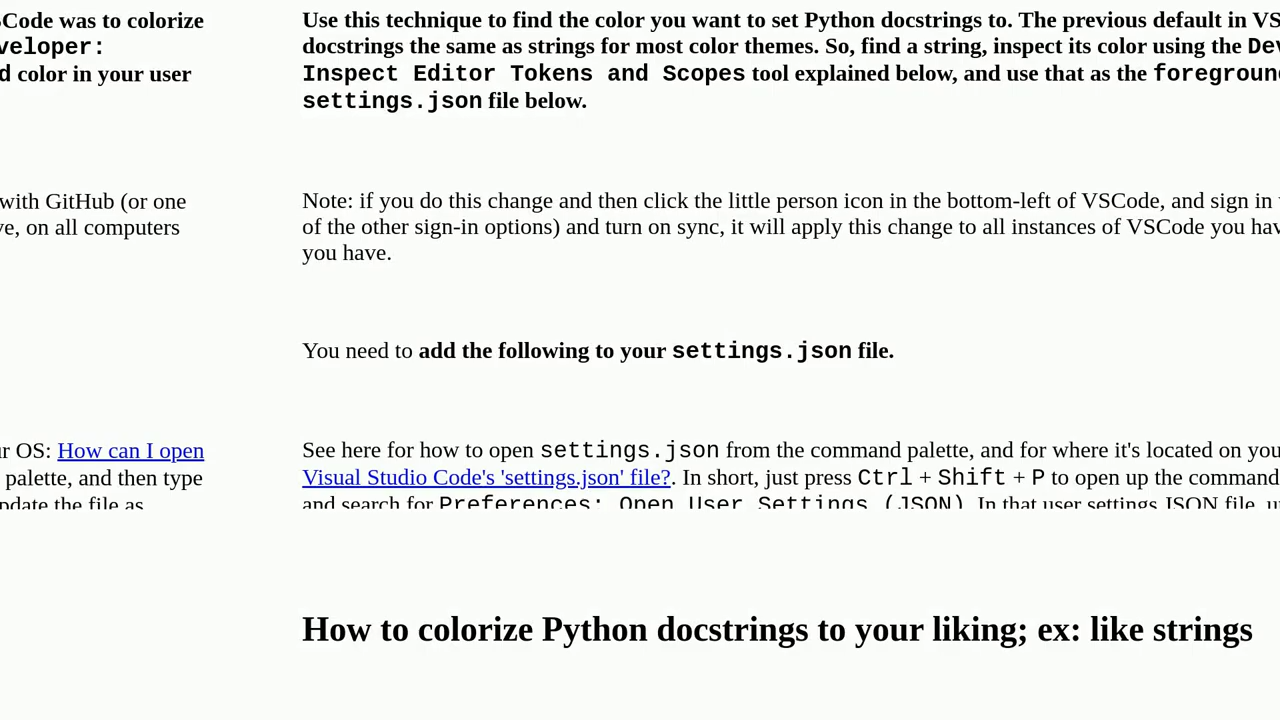 SCode was to colorize
veloper:
d color in your user
with GitHub (or one
ve, on all computers
ur OS: How can I open
palette, and then type
pdate the file as
Use this technique to find the color you want to set Python docstrings to. The previous default in VS
docstrings the same as strings for most color themes. So, find a string, inspect its color using the Dev
Inspect Editor Tokens and Scopes tool explained below, and use that as the foreground
settings.json file below.
Note: if you do this change and then click the little person icon in the bottom-left of VSCode, and sign in
of the other sign-in options) and turn on sync, it will apply this change to all instances of VSCode you hav
you have.
You need to add the following to your settings.json file.
See here for how to open settings.json from the command palette, and for where it's located on you
Visual Studio Code's 'settings.json' file?. In short, just press Ctrl + Shift + P to open up the command
and search for Preferences: Open User Settings (JSON). In that user settings JSON file, u
How to colorize Python docstrings to your liking; ex: like strings